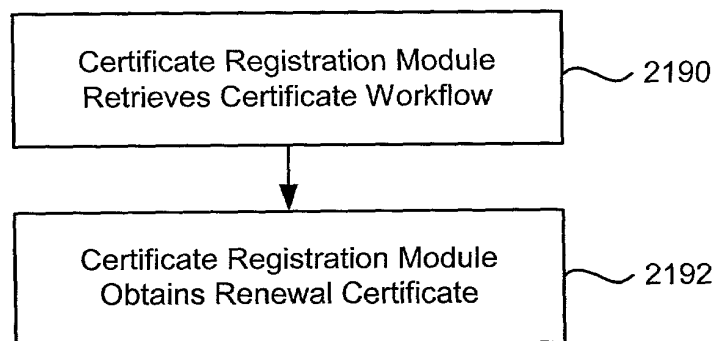 Certificate Registration Module
Retrieves Certificate Workflow
2190
Certificate Registration Module
Obtains Renewal Certificate
2192